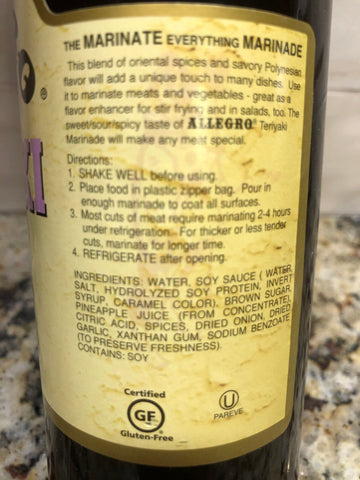 THE MARINATE EVERYTHING MARINADE
This blend of oriental spices and savory Polynesian
flavor will add a unique touch to many dishes. Use
it to marinate meats and vegetables - great as a
flavor enhancer for stir frying and in salads, too. The
sweet/sour/spicy taste of ALLEGRO® Teriyaki
Marinade will make any meat special.
Directions:
1. SHAKE WELL before using.
2. Place food in plastic zipper bag. Pour in
enough marinade to coat all surfaces.
3. Most cuts of meat require marinating 2-4 hours
under refrigeration. For thicker or less tender
cuts, marinate for longer time.
4. REFRIGERATE after opening.
INGREDIENTS: WATER, SOY SAUCE ( WATER,
SALT, HYDROLYZED SOY PROTEIN, INVERT
SYRUP, CARAMEL COLOR), BROWN SUGAR,
PINEAPPLE JUICE (FROM CONCENTRATE),
CITRIC ACID, SPICES, DRIED ONION, DRIED
GARLIC, XANTHAN GUM, SODIUM BENZOATE
(TO PRESERVE FRESHNESS).
CONTAINS: SOY
Certified
GF
Gluten-Free
U
PAREVE
®
KI